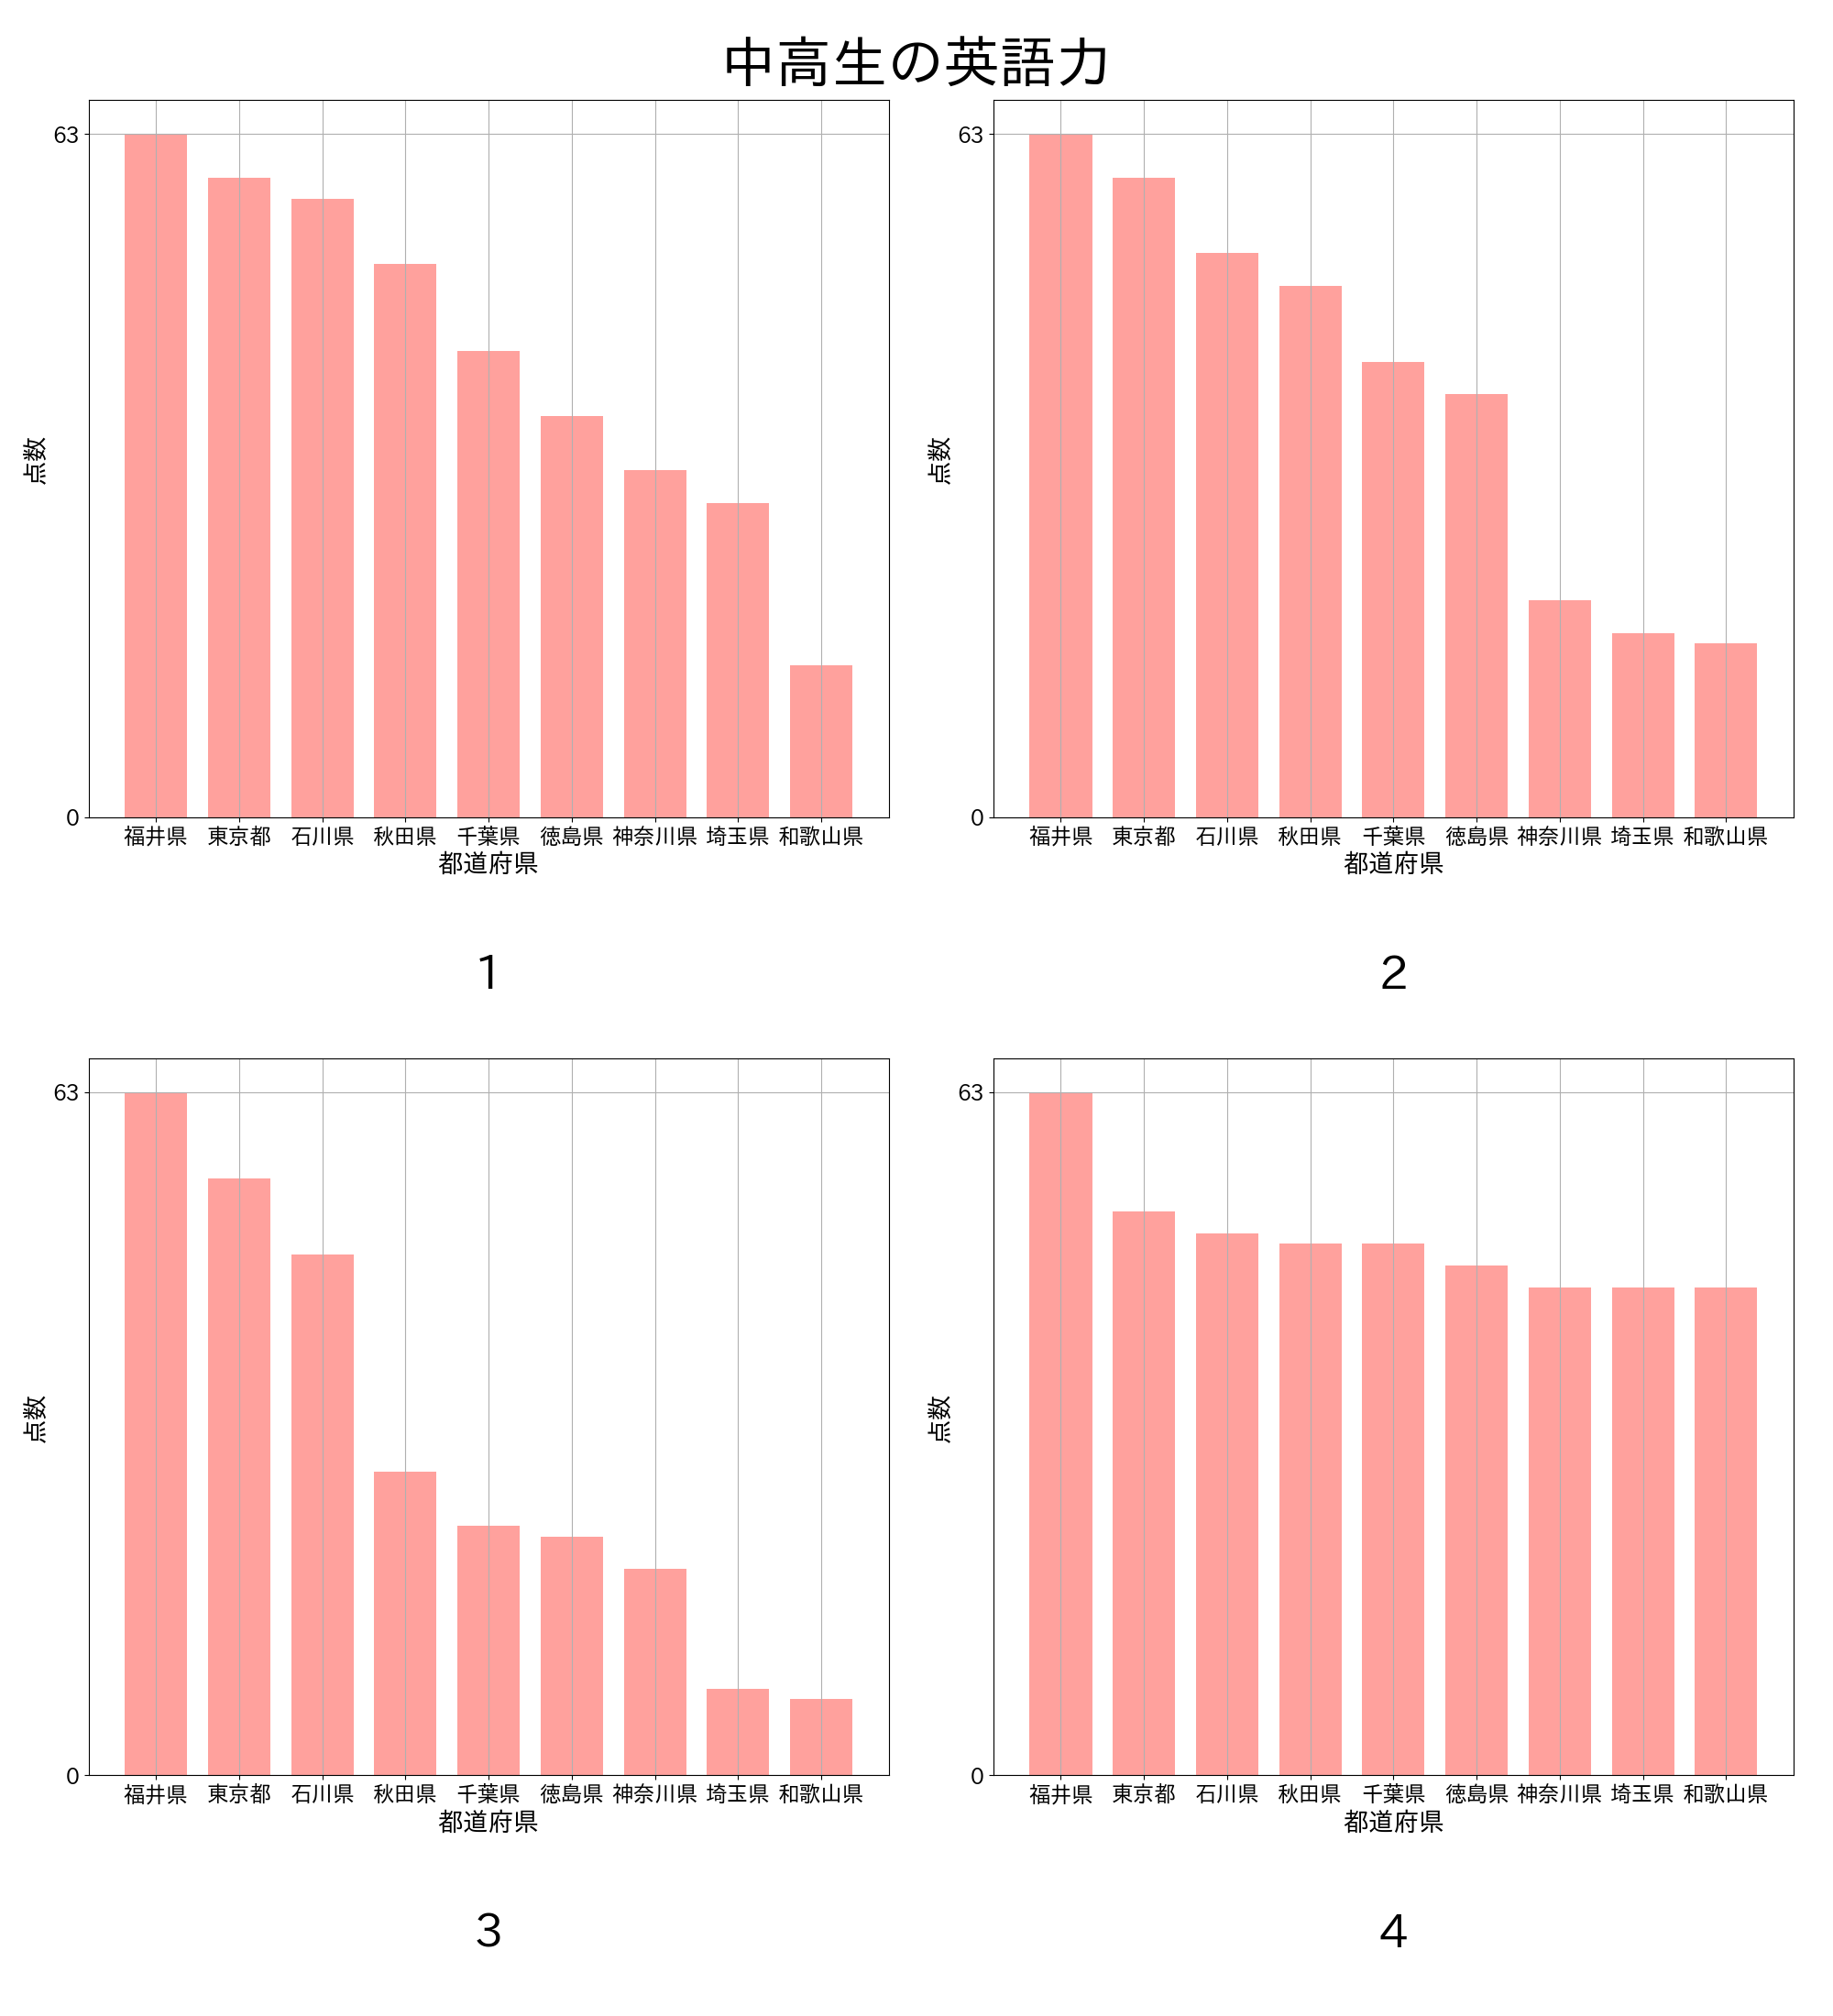 中高生の英語力
63
0
点数
福井県 東京都 石川県 秋田県 千葉県 徳島県 神奈川県 埼玉県 和歌山県
都道府県
1
63
0
点数
福井県 東京都 石川県 秋田県 千葉県 徳島県 神奈川県 埼玉県 和歌山県
都道府県
2
63
0
点数
福井県 東京都 石川県 秋田県 千葉県 徳島県 神奈川県 埼玉県 和歌山県
都道府県
3
63
0
点数
福井県 東京都 石川県 秋田県 千葉県 徳島県 神奈川県 埼玉県 和歌山県
都道府県
4